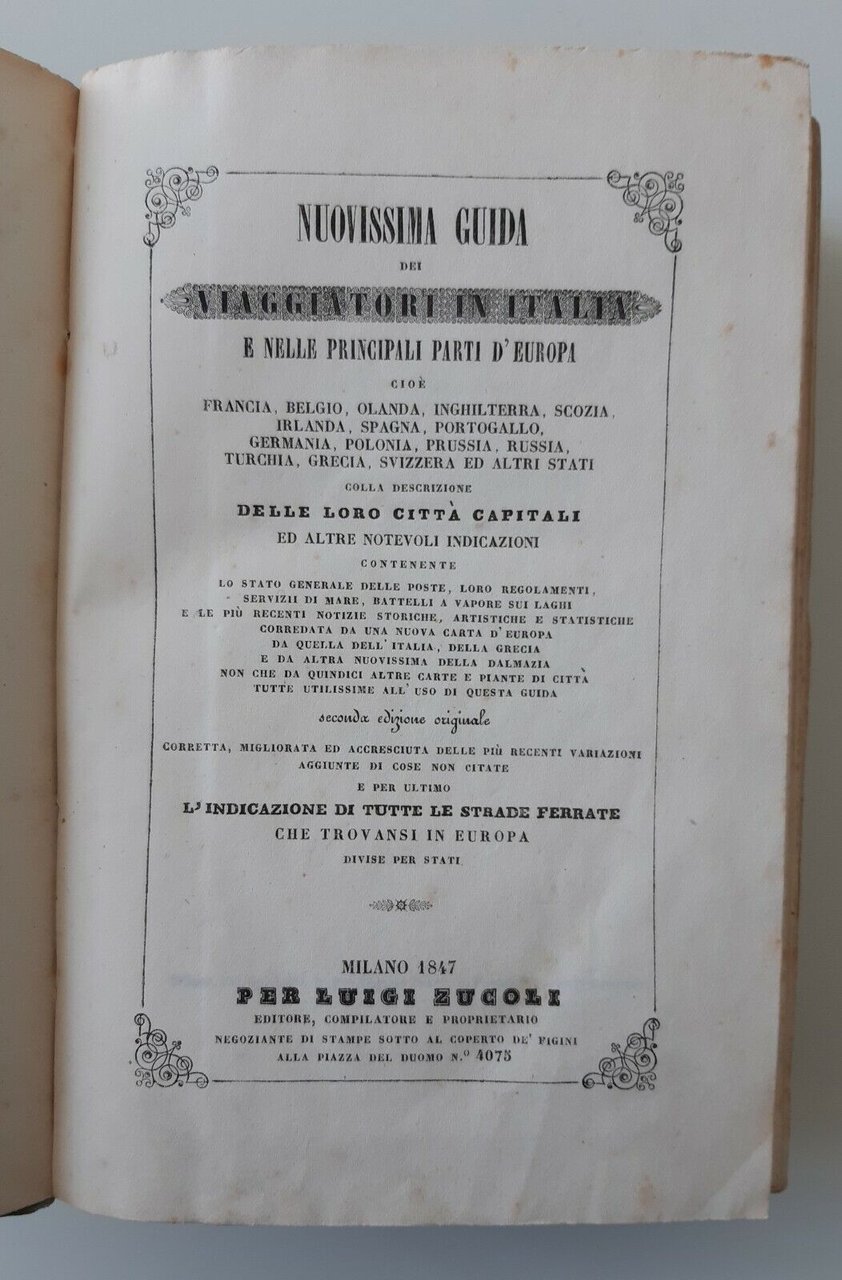 NUOVISSIMA GUIDA
DEI
VIAGGIATORI IN ITALIA
E NELLE PRINCIPALI PARTI D'EUROPA
CIOÈ
FRANCIA, BELGIO, OLANDA, INGHILTERRA, SCOZIA,
IRLANDA, SPAGNA, PORTOGALLO,
GERMANIA, POLONIA, PRUSSIA, RUSSIA,
TURCHIA, GRECIA, SVIZZERA ED ALTRI STATI
COLLA DESCRIZIONE
DELLE LORO CITTÀ CAPITALI
ED ALTRE NOTEVOLI INDICAZIONI
CONTENENTE
LO STATO GENERALE DELLE POSTE, LORO REGOLAMENTI,
SERVIZII DI MARE, BATTELLI A VAPORE SUI LAGHI
E LE PIÙ RECENTI NOTIZIE STORICHE, ARTISTICHE E STATISTICHE
CORREDATA DA UNA NUOVA CARTA D'EUROPA
DA QUELLA DELL'ITALIA, DELLA GRECIA
E DA ALTRA NUOVISSIMA DELLA DALMAZIA
NON CHE DA QUINDICI ALTRE CARTE E PIANTE DI CITTÀ
TUTTE UTILISSIME ALL'USO DI QUESTA GUIDA
seconda edizione originale
CORRETTA, MIGLIORATA ED ACCRESCIUTA DELLE PIÙ RECENTI VARIAZIONI
AGGIUNTE DI COSE NON CITATE
E PER ULTIMO
L'INDICAZIONE DI TUTTE LE STRADE FERRATE
CHE TROVANSI IN EUROPA
DIVISE PER STATI
MILANO 1847
PER LUIGI ZUCOLI
EDITORE, COMPILATORE E PROPRIETARIO
NEGOZIANTE DI STAMPE SOTTO AL COPERTO DE' FIGINI
ALLA PIAZZA DEL DUOMO N.º 4075